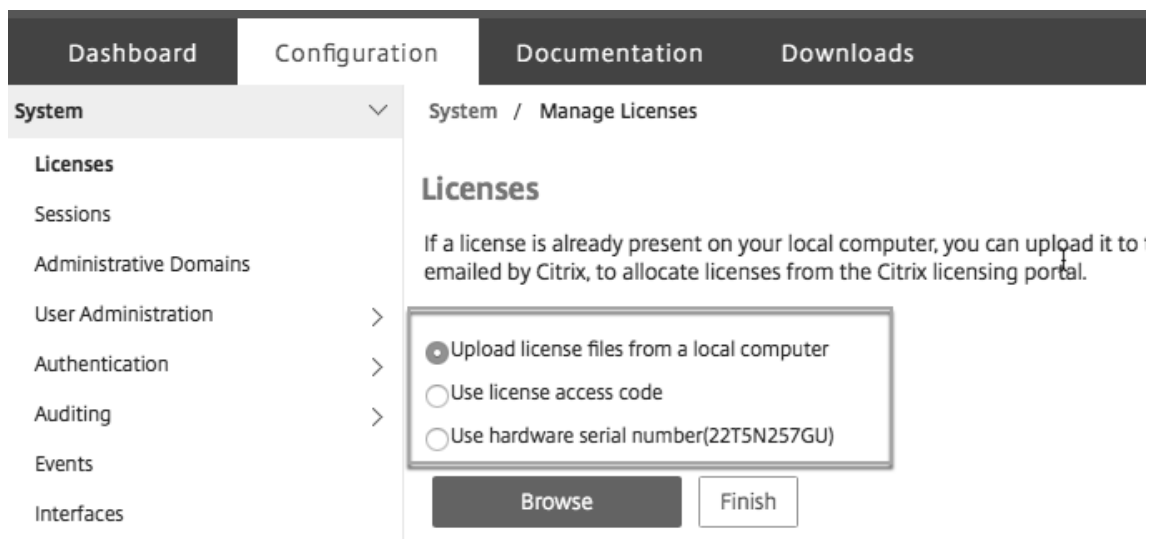 Dashboard Configuration Documentation Downloads
System
System / Manage Licenses
Licenses
Sessions
Administrative Domains
User Administration
Authentication
Auditing
Events
Interfaces
Licenses
If a license is already present on your local computer, you can upload it to
emailed by Citrix, to allocate licenses from the Citrix licensing portal.
Upload license files from a local computer
Use license access code
Use hardware serial number(22T5N257GU)
Browse Finish